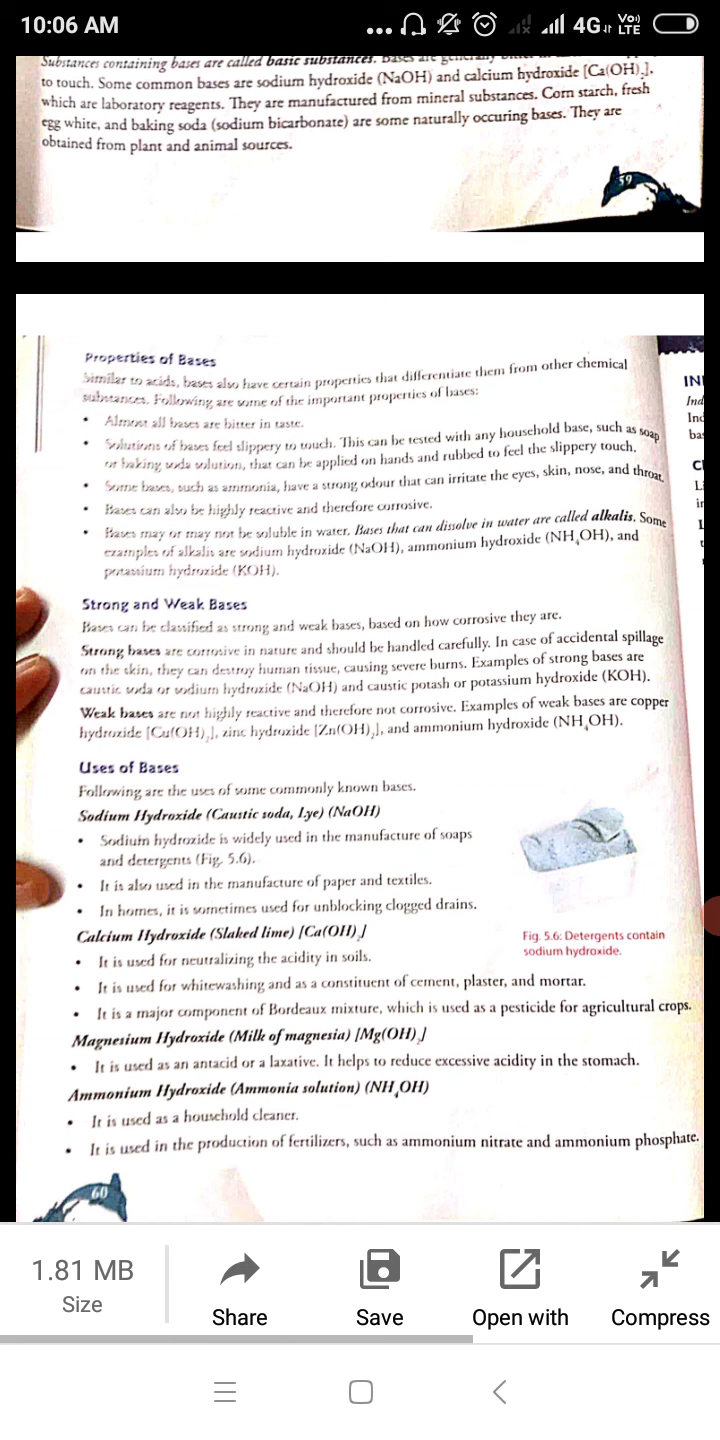 10:06 AM
4G Vo) LTE
Substances containing bases are called basic substances. Bases are generally
to touch. Some common bases are sodium hydroxide (NaOH) and calcium hydroxide [Ca(OH)₂],
which are laboratory reagents. They are manufactured from mineral substances. Corn starch, fresh
egg white, and baking soda (sodium bicarbonate) are some naturally occuring bases. They are
obtained from plant and animal sources.
59
Properties of Bases
Similar to acids, bases also have certain properties that differentiate them from other chemical
substances. Following are some of the important properties of bases:
• Almost all bases are bitter in taste.
• Solutions of bases feel slippery to touch. This can be tested with any household base, such as soap
or baking soda solution, that can be applied on hands and rubbed to feel the slippery touch.
• Some bases, such as ammonia, have a strong odour that can irritate the eyes, skin, nose, and throat.
• Bases can also be highly reactive and therefore corrosive.
• Bases may or may not be soluble in water. Bases that can dissolve in water are called alkalis. Some
examples of alkalis are sodium hydroxide (NaOH), ammonium hydroxide (NH₄OH), and
potassium hydroxide (KOH).
Strong and Weak Bases
Bases can be classified as strong and weak bases, based on how corrosive they are.
Strong bases are corrosive in nature and should be handled carefully. In case of accidental spillage
on the skin, they can destroy human tissue, causing severe burns. Examples of strong bases are
caustic soda or sodium hydroxide (NaOH) and caustic potash or potassium hydroxide (KOH).
Weak bases are not highly reactive and therefore not corrosive. Examples of weak bases are copper
hydroxide [Cu(OH)₂], zinc hydroxide [Zn(OH)₂], and ammonium hydroxide (NH₄OH).
Uses of Bases
Following are the uses of some commonly known bases.
Sodium Hydroxide (Caustic soda, Lye) (NaOH)
• Sodium hydroxide is widely used in the manufacture of soaps
and detergents (Fig. 5.6).
• It is also used in the manufacture of paper and textiles.
• In homes, it is sometimes used for unblocking clogged drains.
Fig. 5.6: Detergents contain
sodium hydroxide.
Calcium Hydroxide (Slaked lime) [Ca(OH)₂]
• It is used for neutralizing the acidity in soils.
• It is used for whitewashing and as a constituent of cement, plaster, and mortar.
• It is a major component of Bordeaux mixture, which is used as a pesticide for agricultural crops.
Magnesium Hydroxide (Milk of magnesia) [Mg(OH)₂]
• It is used as an antacid or a laxative. It helps to reduce excessive acidity in the stomach.
Ammonium Hydroxide (Ammonia solution) (NH₄OH)
• It is used as a household cleaner.
• It is used in the production of fertilizers, such as ammonium nitrate and ammonium phosphate.
60
1.81 MB
Size
Share
Save
Open with
Compress